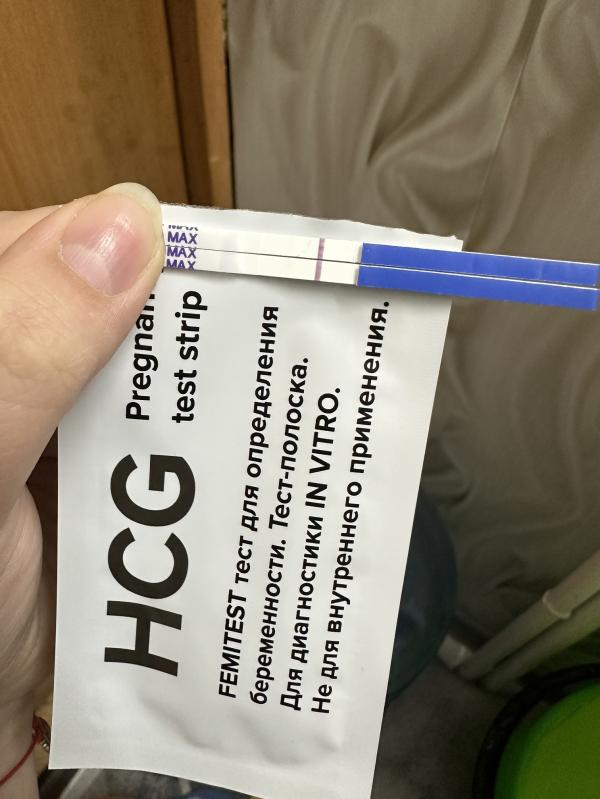 MAX
MAX
MAX
MAX
HCG
test strip
FEMITEST тест для определения
беременности. Тест-полоска.
Для диагностики IN VITRO.
Не для внутреннего применения.